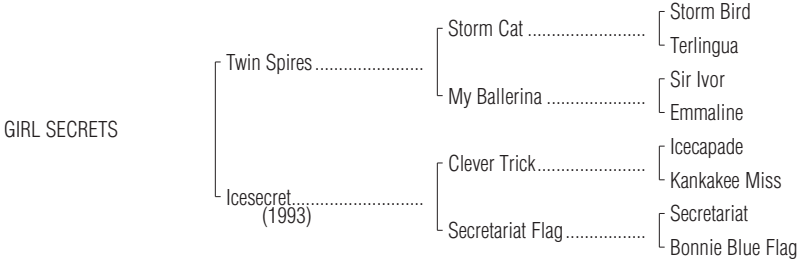 Storm Bird
Storm Cat ........................
Terlingua
Twin Spires ......................
Sir Ivor
My Ballerina ....................
Emmaline
GIRL SECRETS
Icecapade
Clever Trick......................
Kankakee Miss
Icesecret...........................
(1993)
Secretariat
Secretariat Flag ................
Bonnie Blue Flag